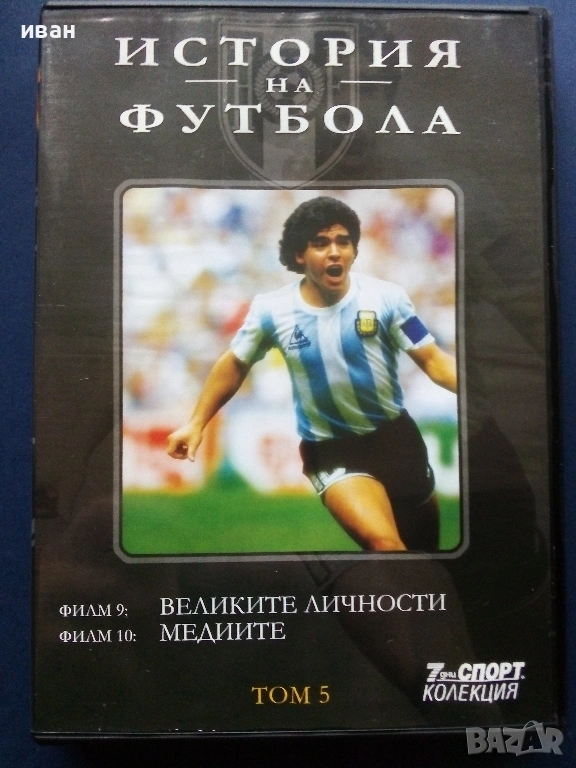 иван
ИСТОРИЯ
НА
ФУТБОЛА
ФИЛМ 9: ВЕЛИКИТЕ ЛИЧНОСТИ
ФИЛМ 10: МЕДИИТЕ
ТОМ 5
7 дни СПОРТ
КОЛЕКЦИЯ
BAZAR